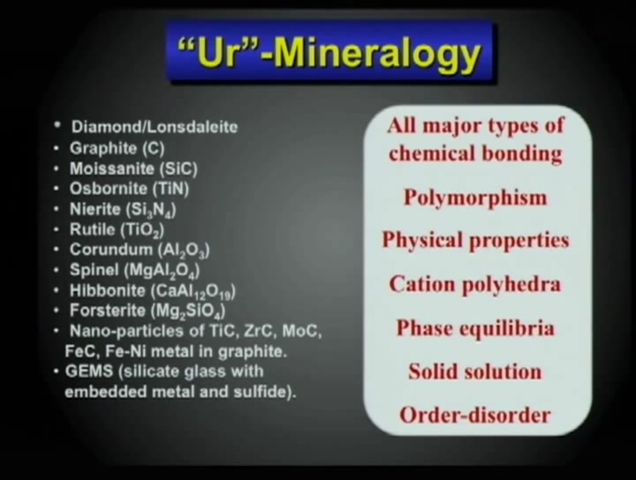 “Ur”-Mineralogy
• Diamond/Lonsdaleite
• Graphite (C)
• Moissanite (SiC)
• Osbornite (TiN)
• Nierite (Si₃N₄)
• Rutile (TiO₂)
• Corundum (Al₂O₃)
• Spinel (MgAl₂O₄)
• Hibbonite (CaAl₁₂O₁₉)
• Forsterite (Mg₂SiO₄)
• Nano-particles of TiC, ZrC, MoC,
FeC, Fe-Ni metal in graphite.
• GEMS (silicate glass with
embedded metal and sulfide).
All major types of
chemical bonding
Polymorphism
Physical properties
Cation polyhedra
Phase equilibria
Solid solution
Order-disorder